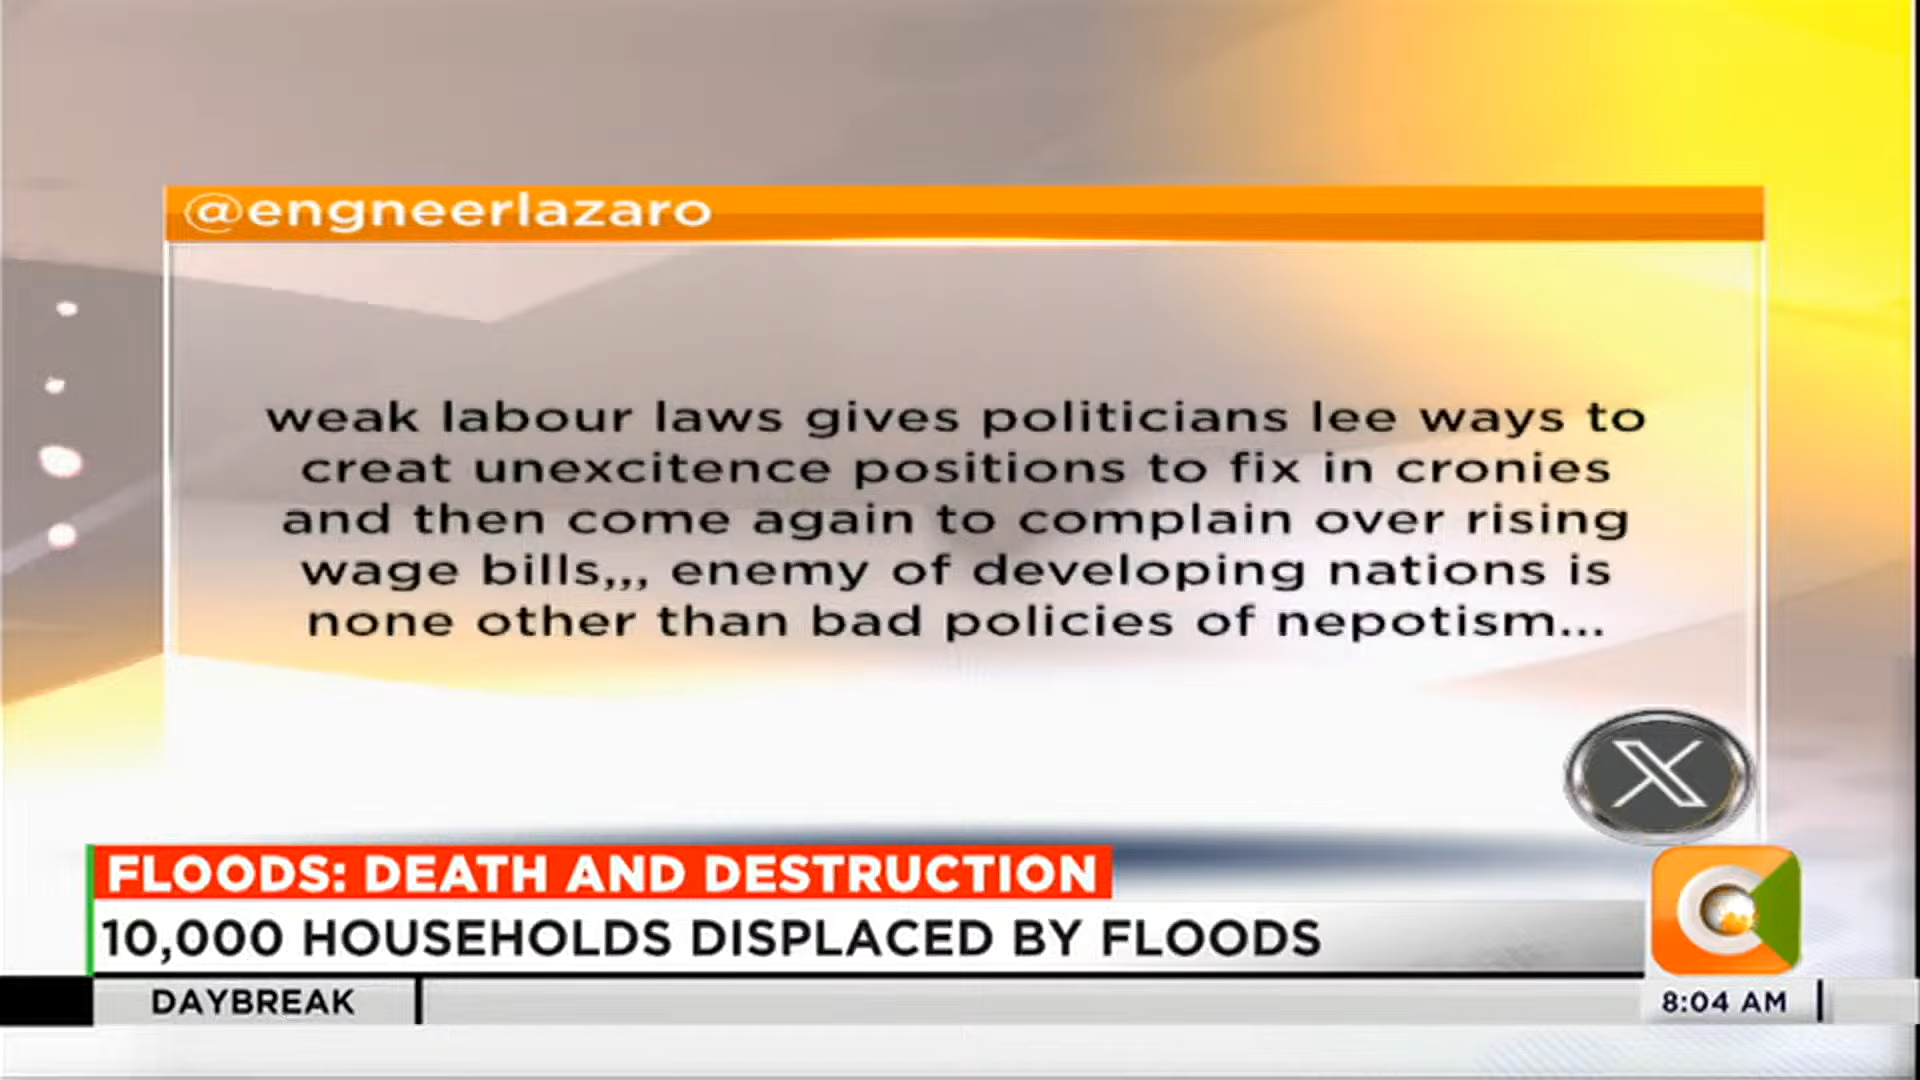 @engneerlazaro
weak labour laws gives politicians lee ways to
creat unexcitence positions to fix in cronies
and then come again to complain over rising
wage bills,,, enemy of developing nations is
none other than bad policies of nepotism...
X
FLOODS: DEATH AND DESTRUCTION
10,000 HOUSEHOLDS DISPLACED BY FLOODS
DAYBREAK
8:04 AM